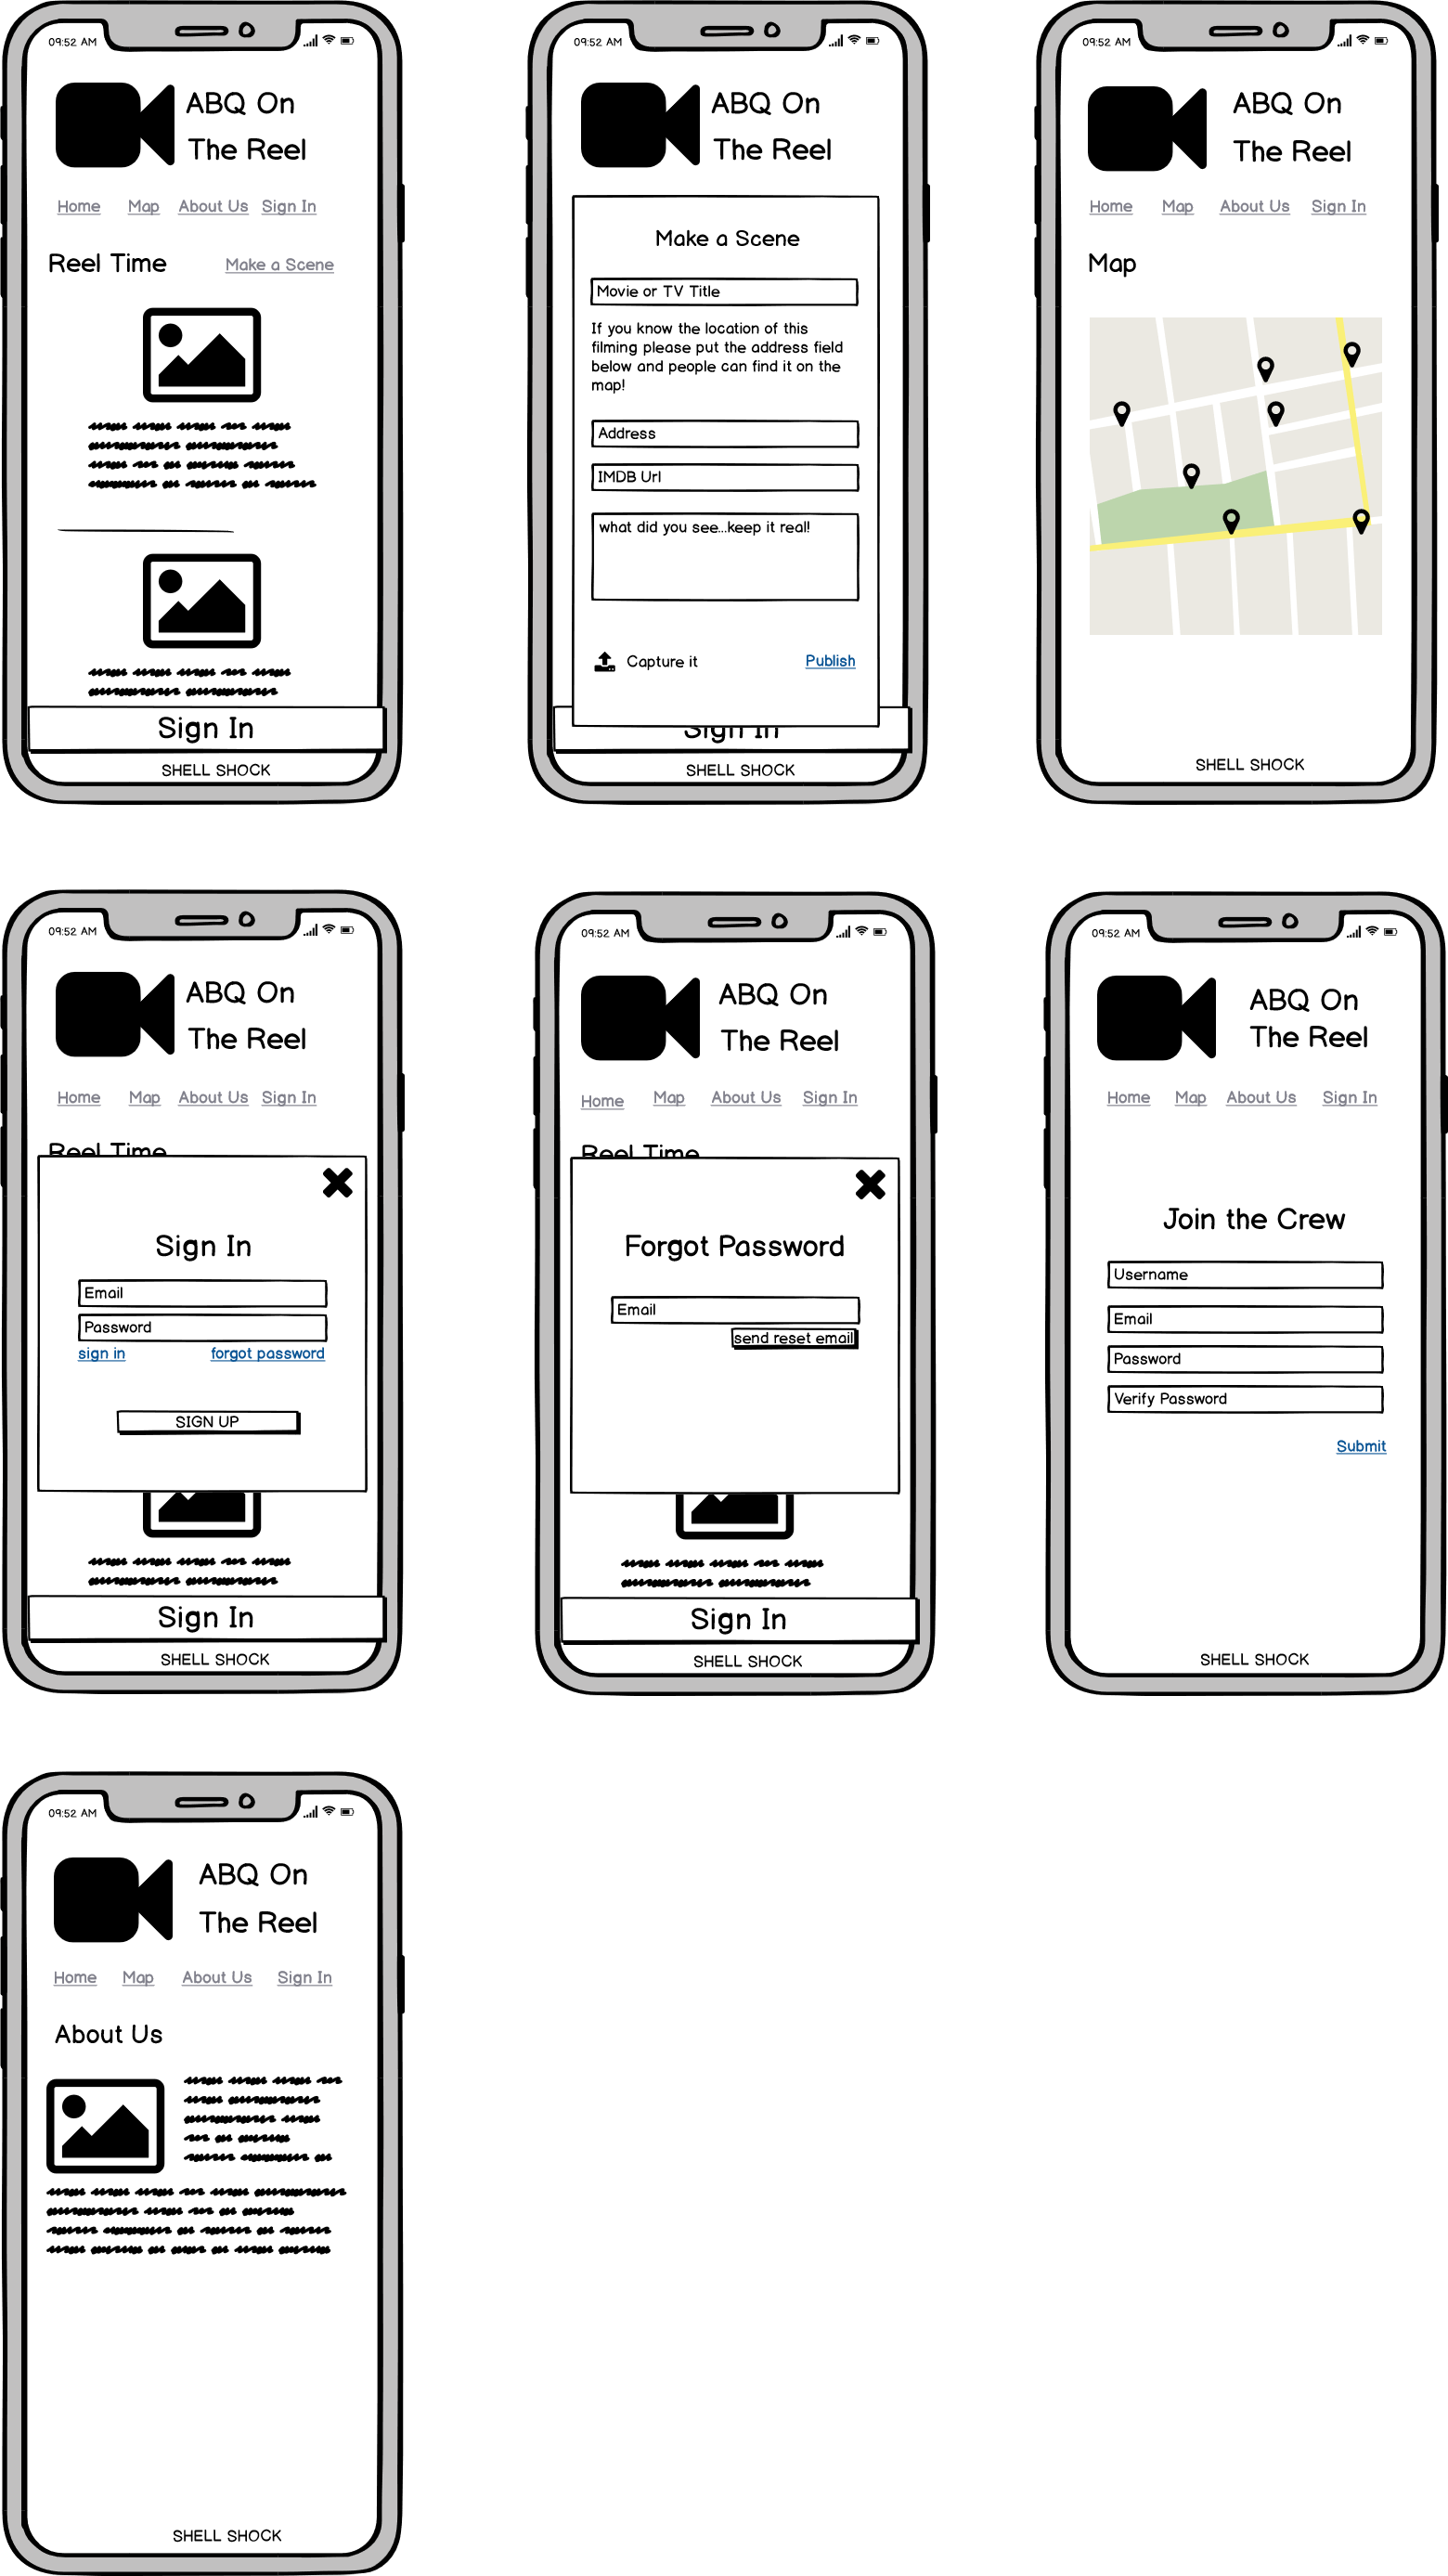 09:52 AM
ABQ On
The Reel
Home Map About Us Sign In
Reel Time Make a Scene
Sign In
SHELL SHOCK
09:52 AM
ABQ On
The Reel
Make a Scene
Movie or TV Title
If you know the location of this
filming please put the address field
below and people can find it on the
map!
Address
IMDB Url
what did you see...keep it real!
Capture it Publish
Sign In
SHELL SHOCK
09:52 AM
ABQ On
The Reel
Home Map About Us Sign In
Map
SHELL SHOCK
09:52 AM
ABQ On
The Reel
Home Map About Us Sign In
Reel Time
Sign In
Email
Password
sign in forgot password
SIGN UP
Sign In
SHELL SHOCK
09:52 AM
ABQ On
The Reel
Home Map About Us Sign In
Reel Time
Forgot Password
Email
send reset email
Sign In
SHELL SHOCK
09:52 AM
ABQ On
The Reel
Home Map About Us Sign In
Join the Crew
Username
Email
Password
Verify Password
Submit
SHELL SHOCK
09:52 AM
ABQ On
The Reel
Home Map About Us Sign In
About Us
SHELL SHOCK